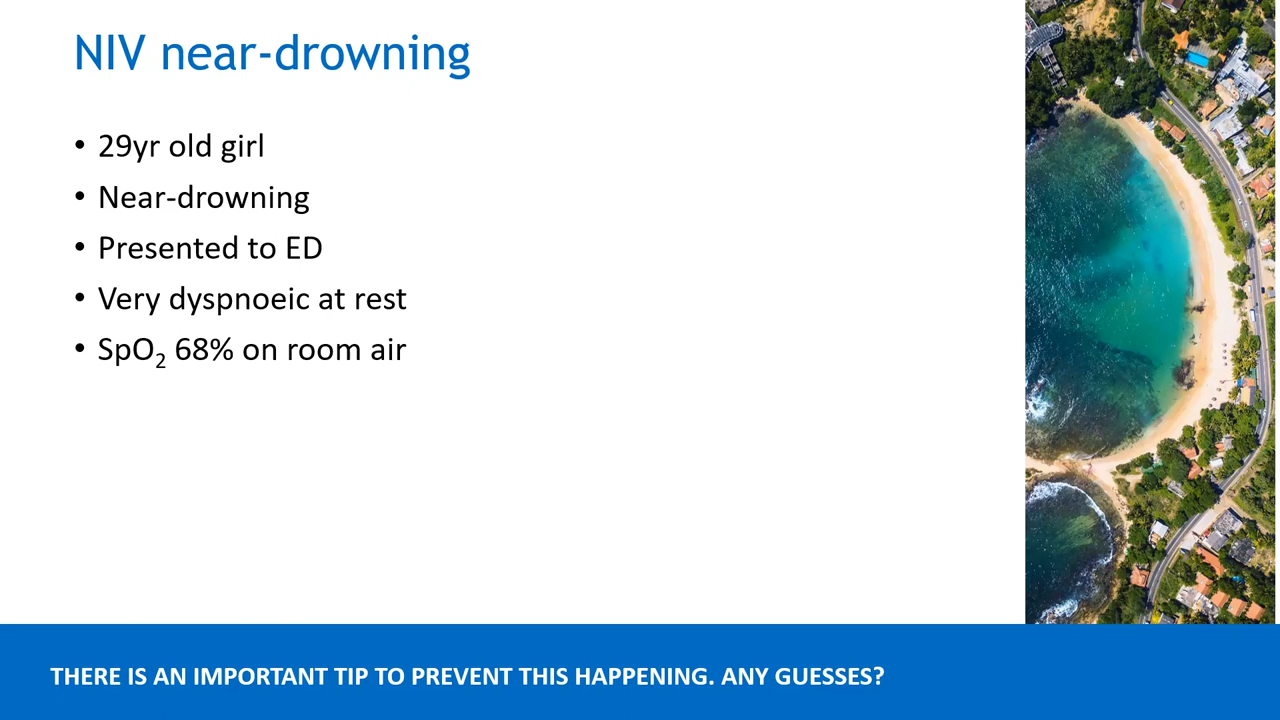 NIV near-drowning
• 29yr old girl
• Near-drowning
• Presented to ED
• Very dyspnoeic at rest
• SpO₂ 68% on room air
THERE IS AN IMPORTANT TIP TO PREVENT THIS HAPPENING. ANY GUESSES?